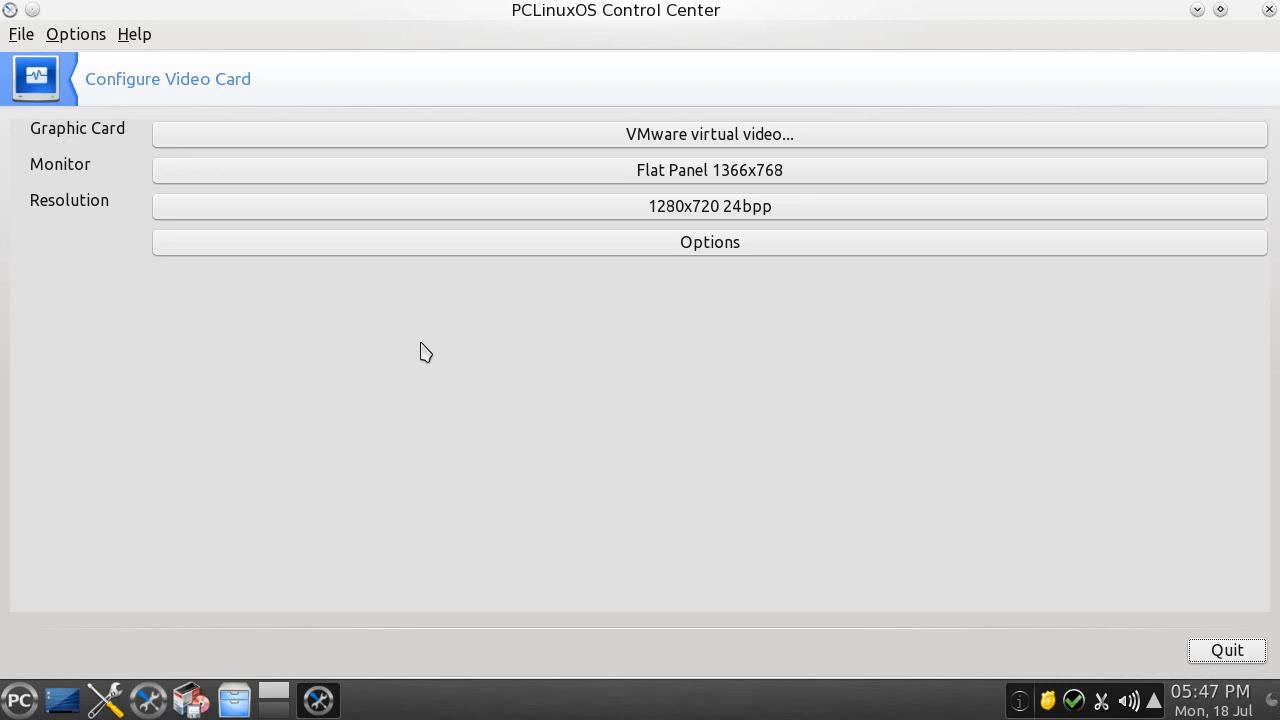 PCLinuxOS Control Center
File Options Help
Configure Video Card
Graphic Card VMware virtual video...
Monitor Flat Panel 1366x768
Resolution 1280x720 24bpp
Options
Quit
PC
05:47 PM
Mon, 18 Jul